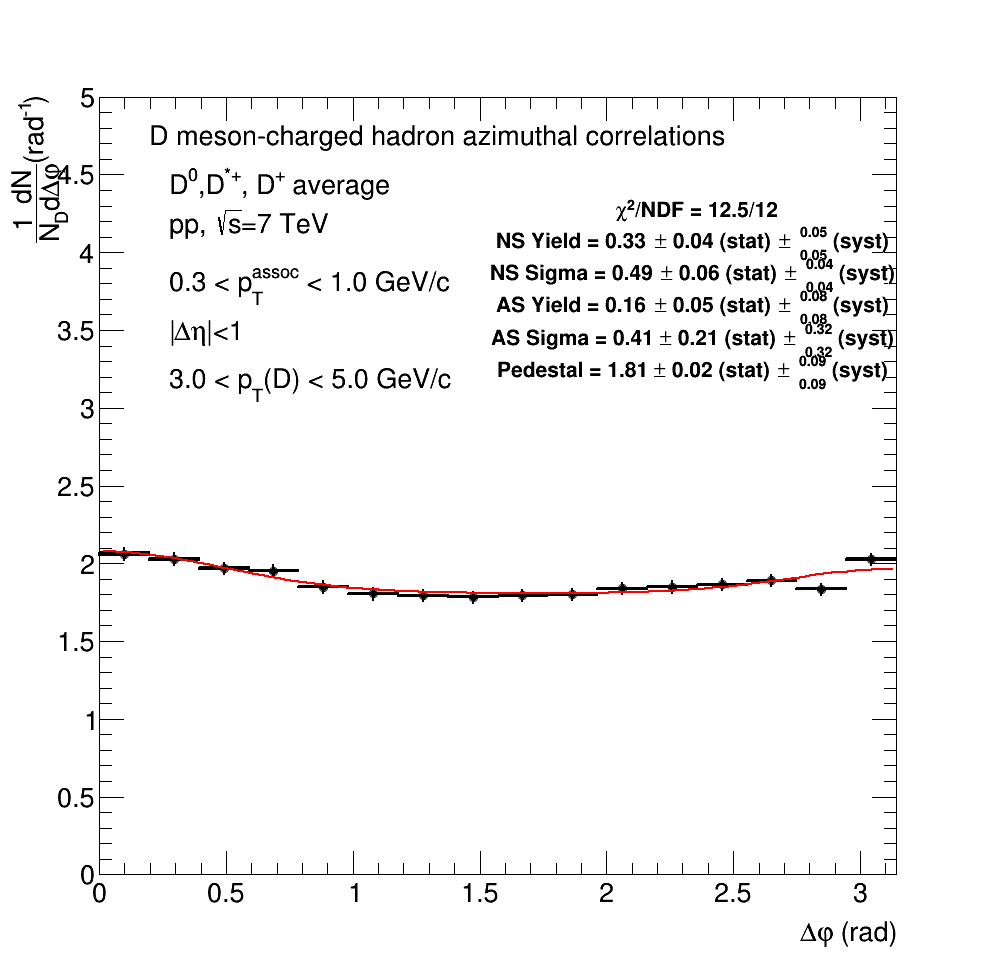 D meson-charged hadron azimuthal correlations
D⁰,D*⁺, D⁺ average
pp, √s=7 TeV
0.3 < p_T^assoc < 1.0 GeV/c
|Δη|<1
3.0 < p_T(D) < 5.0 GeV/c
χ²/NDF = 12.5/12
NS Yield = 0.33 ± 0.04 (stat) ± 0.05 0.05 (syst)
NS Sigma = 0.49 ± 0.06 (stat) ± 0.04 0.04 (syst)
AS Yield = 0.16 ± 0.05 (stat) ± 0.08 0.08 (syst)
AS Sigma = 0.41 ± 0.21 (stat) ± 0.32 0.32 (syst)
Pedestal = 1.81 ± 0.02 (stat) ± 0.09 0.09 (syst)
1 dN
N_D dΔφ
(rad⁻¹)
5
4.5
4
3.5
3
2.5
2
1.5
1
0.5
0
0 0.5 1 1.5 2 2.5 3
Δφ (rad)